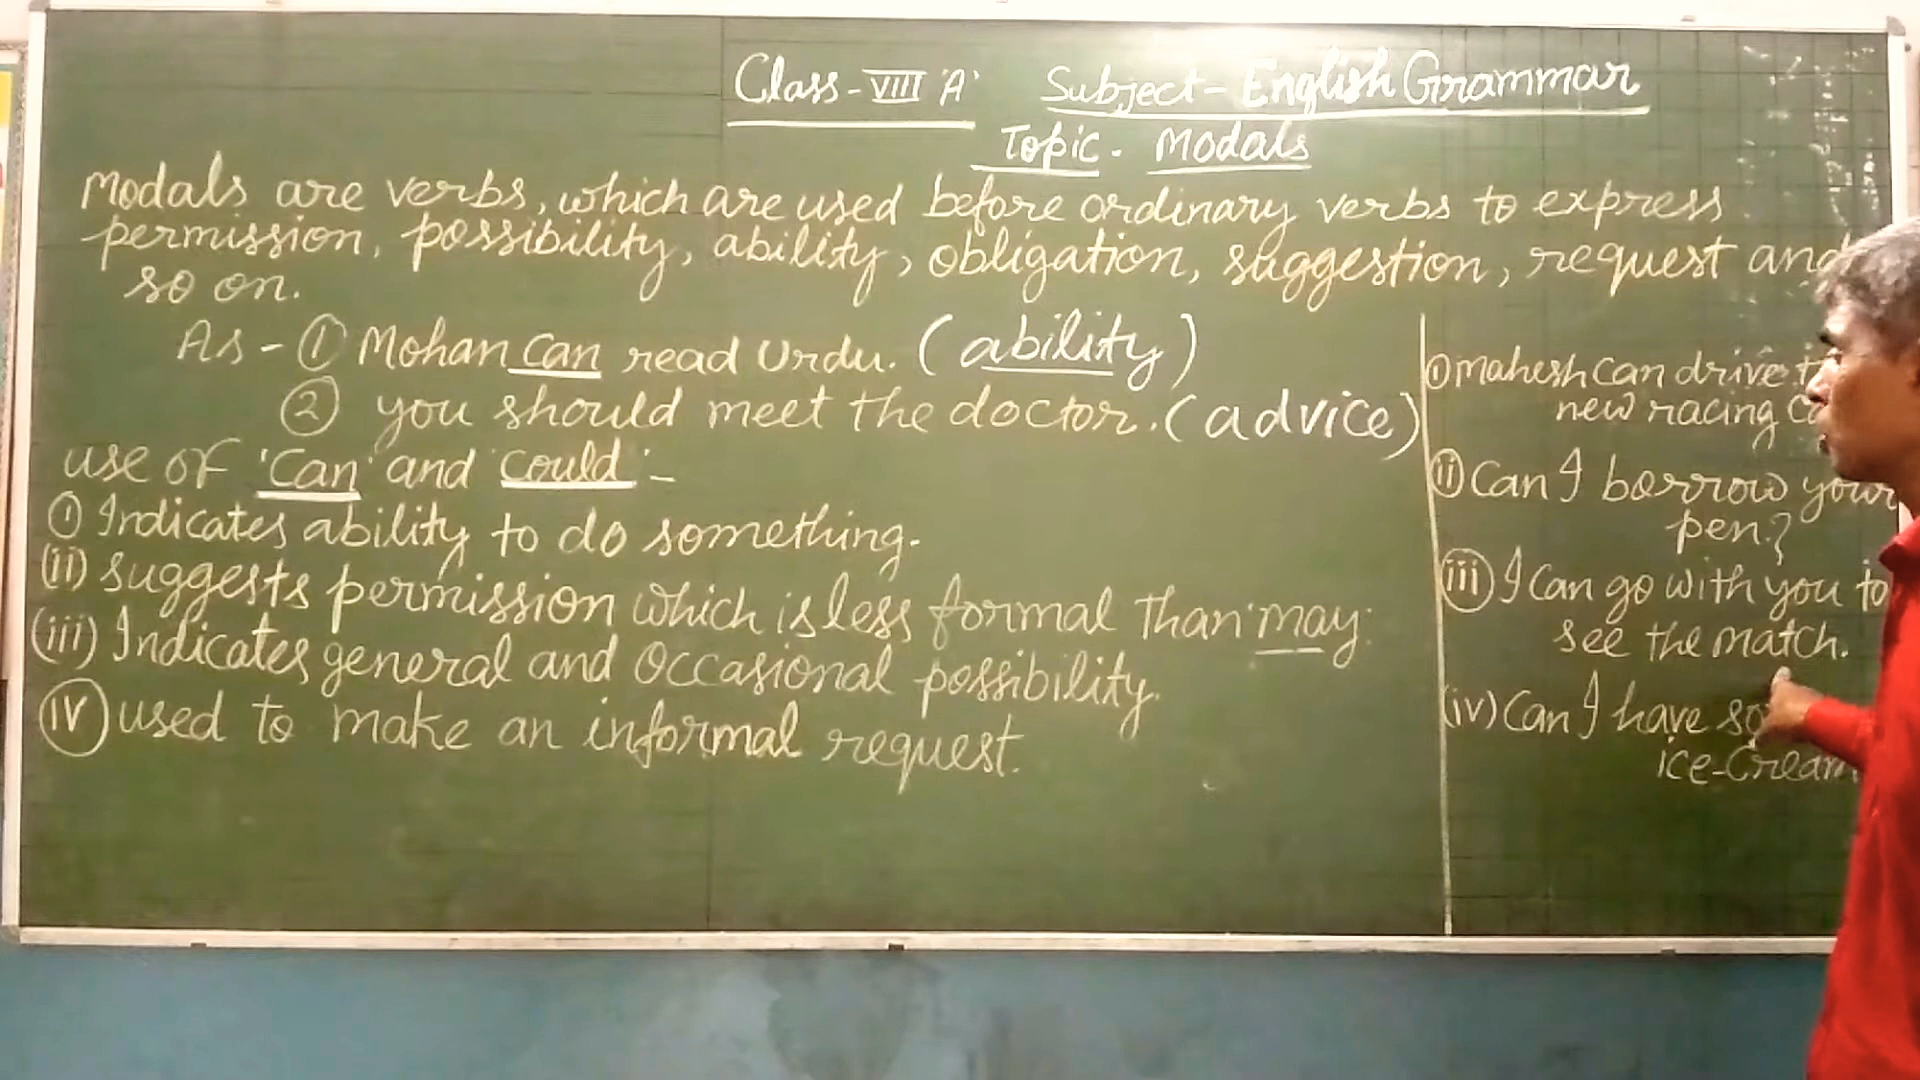 Class - VIII 'A' Subject - English Grammar
Topic - Modals
Modals are verbs, which are used before ordinary verbs to express
permission, possibility, ability, obligation, suggestion, request and
so on.
As - ① Mohan can read Urdu. (ability)
② you should meet the doctor. (advice)
use of 'Can' and 'Could' -
① Indicates ability to do something.
(ii) suggests permission which is less formal than 'may'.
(iii) Indicates general and occasional possibility.
(iv) used to make an informal request.
① Mahesh can drive
new racing
(ii) Can I borrow your
pen?
(iii) I can go with you to
see the match.
(iv) Can I have
ice-cream